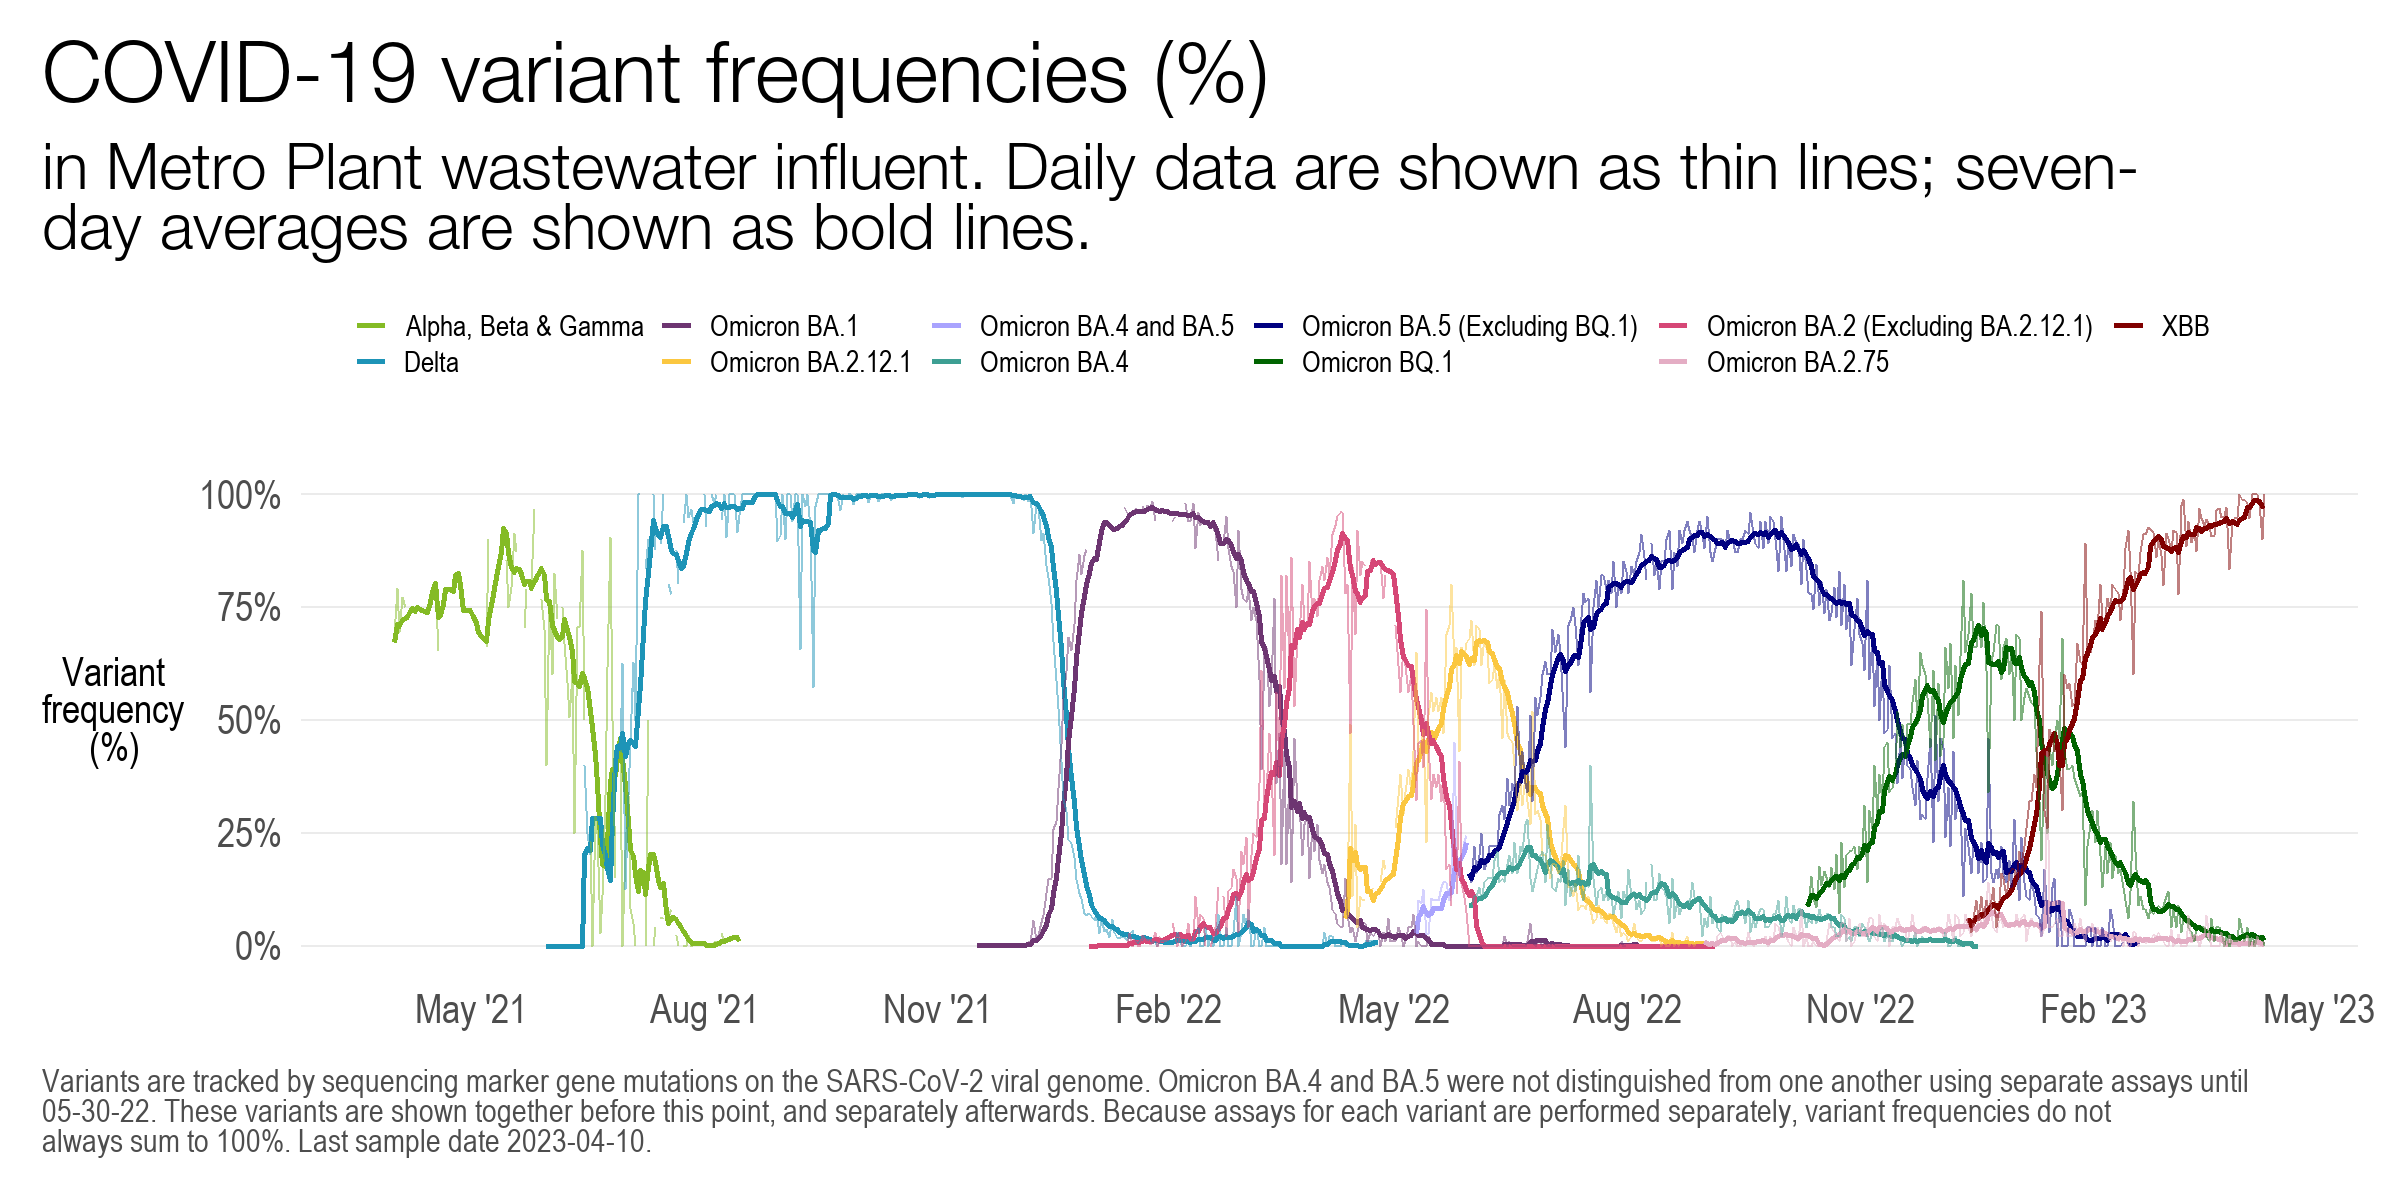 COVID-19 variant frequencies (%)
in Metro Plant wastewater influent. Daily data are shown as thin lines; seven-
day averages are shown as bold lines.
Alpha, Beta & Gamma
Omicron BA.1
Omicron BA.4 and BA.5
Omicron BA.5 (Excluding BQ.1)
Omicron BA.2 (Excluding BA.2.12.1)
XBB
Delta
Omicron BA.2.12.1
Omicron BA.4
Omicron BQ.1
Omicron BA.2.75
100%
75%
50%
25%
0%
Variant
frequency
(%)
May '21
Aug '21
Nov '21
Feb '22
May '22
Aug '22
Nov '22
Feb '23
May '23
Variants are tracked by sequencing marker gene mutations on the SARS-CoV-2 viral genome. Omicron BA.4 and BA.5 were not distinguished from one another using separate assays until
05-30-22. These variants are shown together before this point, and separately afterwards. Because assays for each variant are performed separately, variant frequencies do not
always sum to 100%. Last sample date 2023-04-10.